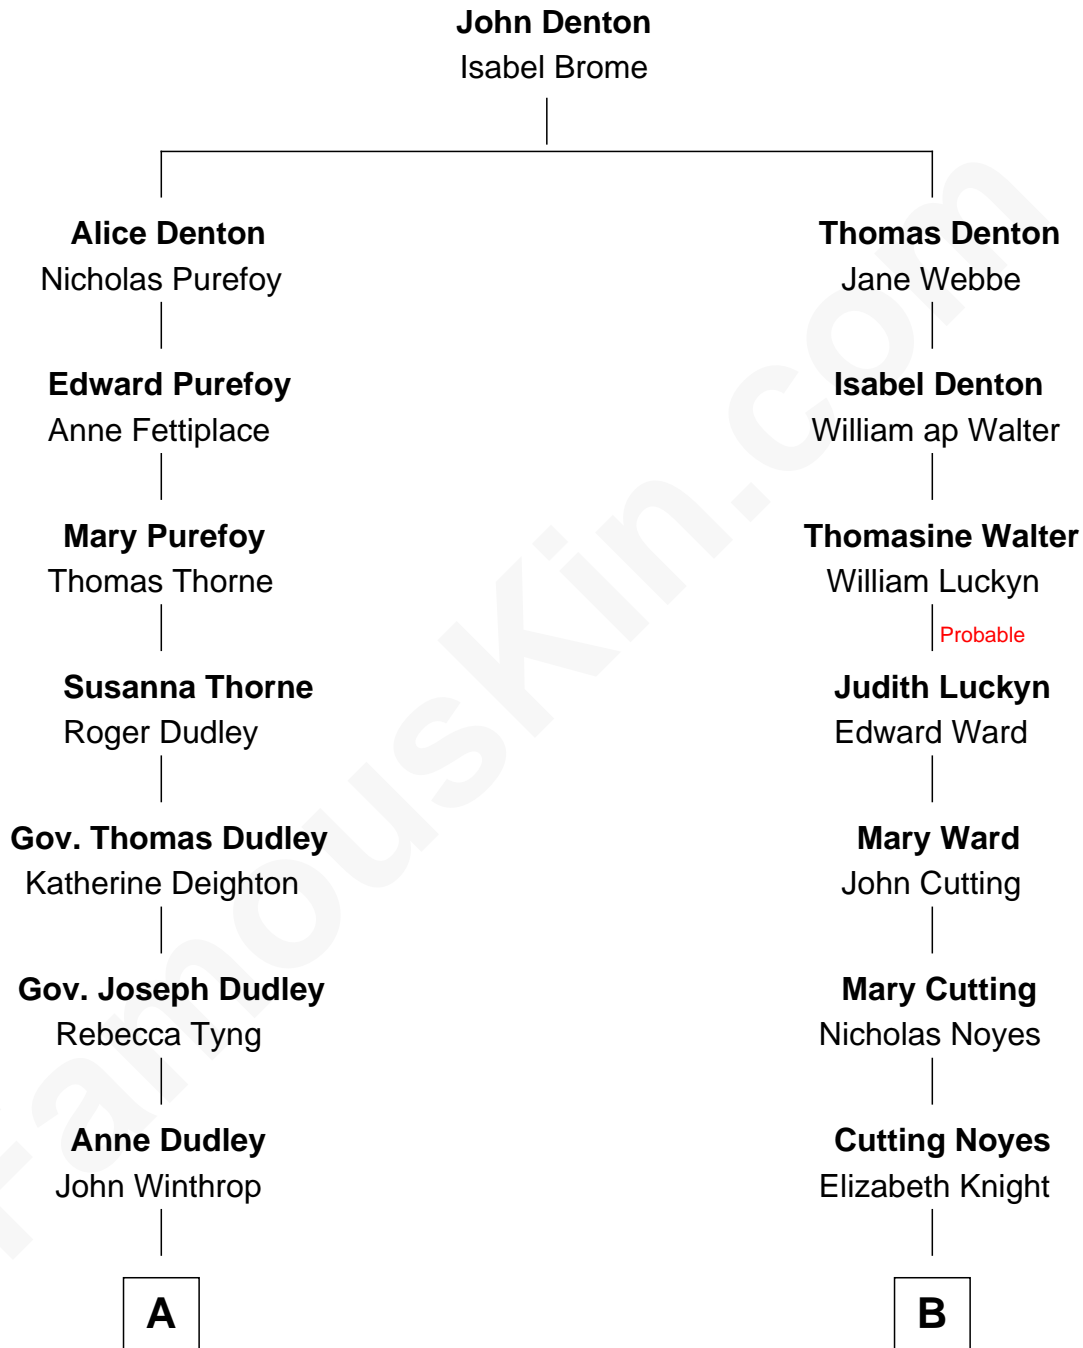 John Denton
Isabel Brome
Alice Denton
Nicholas Purefoy
Edward Purefoy
Anne Fettiplace
Mary Purefoy
Thomas Thorne
Susanna Thorne
Roger Dudley
Gov. Thomas Dudley
Katherine Deighton
Gov. Joseph Dudley
Rebecca Tyng
Anne Dudley
John Winthrop
A
Thomas Denton
Jane Webbe
Isabel Denton
William ap Walter
Thomasine Walter
William Luckyn
Probable
Judith Luckyn
Edward Ward
Mary Ward
John Cutting
Mary Cutting
Nicholas Noyes
Cutting Noyes
Elizabeth Knight
B
FamousKin.com